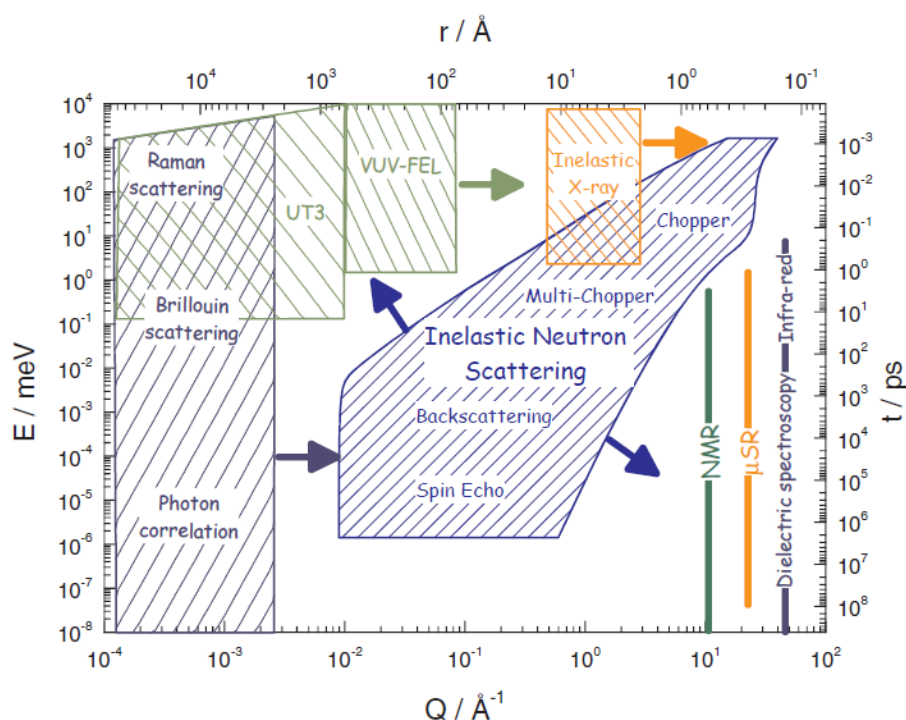 r / Å
10⁴ 10³ 10² 10¹ 10⁰ 10⁻¹
E / meV
10⁴
10³
10²
10¹
10⁰
10⁻¹
10⁻²
10⁻³
10⁻⁴
10⁻⁵
10⁻⁶
10⁻⁷
10⁻⁸
Raman
scattering
UT3
VUV-FEL
Inelastic
X-ray
Chopper
Brillouin
scattering
Multi-Chopper
Inelastic Neutron
Scattering
Backscattering
Spin Echo
Photon
correlation
NMR
μSR
Dielectric spectroscopy
Infra-red
10⁻³
10⁻²
10⁻¹
10⁰
10¹
10²
10³
10⁴
10⁵
10⁶
10⁷
10⁸
t / ps
10⁻⁴ 10⁻³ 10⁻² 10⁻¹ 10⁰ 10¹ 10²
Q / Å⁻¹